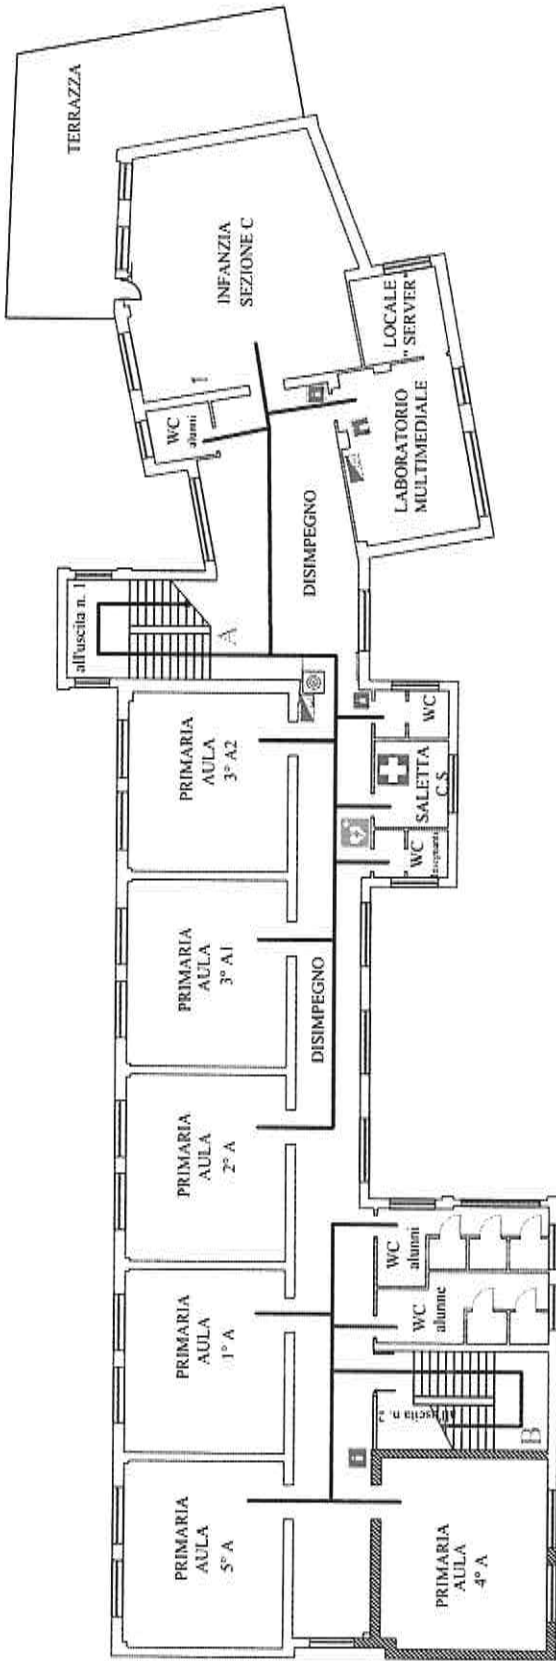 TERRAZZA
INFANZIA
SEZIONE C
WC
alunni
LOCALE
" SERVER"
LABORATORIO
MULTIMEDIALE
DISIMPEGNO
all'uscita n. 1
A
PRIMARIA
AULA
3° A2
WC
SALETTA
C.S.
WC
insegnanti
PRIMARIA
AULA
3° A1
DISIMPEGNO
PRIMARIA
AULA
2° A
PRIMARIA
AULA
1° A
WC
alunni
WC
alunne
all'uscita n. 2
B
PRIMARIA
AULA
5° A
PRIMARIA
AULA
4° A